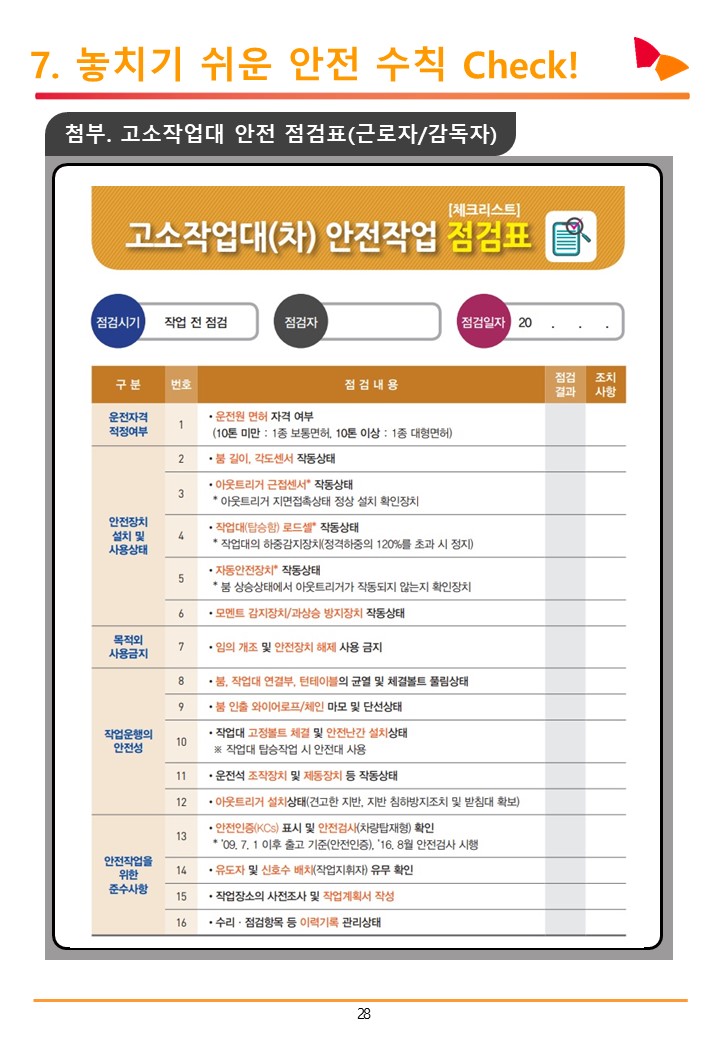 7. 놓치기 쉬운 안전 수칙 Check!
첨부. 고소작업대 안전 점검표(근로자/감독자)
[체크리스트]
고소작업대(차) 안전작업 점검표
점검시기 작업 전 점검 점검자 점검일자 20 . . .
구 분 번호 점 검 내 용 점검 결과 조치 사항
운전자격
적정여부
1 • 운전원 면허 자격 여부
(10톤 미만 : 1종 보통면허, 10톤 이상 : 1종 대형면허)
안전장치
설치 및
사용상태
2 • 붐 길이, 각도센서 작동상태
3 • 아웃트리거 근접센서* 작동상태
* 아웃트리거 지면접촉상태 정상 설치 확인장치
4 • 작업대(탑승함) 로드셀* 작동상태
* 작업대의 하중감지장치(정격하중의 120%를 초과 시 정지)
5 • 자동안전장치* 작동상태
* 붐 상승상태에서 아웃트리거가 작동되지 않는지 확인장치
6 • 모멘트 감지장치/과상승 방지장치 작동상태
목적외
사용금지
7 • 임의 개조 및 안전장치 해제 사용 금지
작업운행의
안전성
8 • 붐, 작업대 연결부, 턴테이블의 균열 및 체결볼트 풀림상태
9 • 붐 인출 와이어로프/체인 마모 및 단선상태
10 • 작업대 고정볼트 체결 및 안전난간 설치상태
※ 작업대 탑승작업 시 안전대 사용
11 • 운전석 조작장치 및 제동장치 등 작동상태
12 • 아웃트리거 설치상태(견고한 지반, 지반 침하방지조치 및 받침대 확보)
안전작업을
위한
준수사항
13 • 안전인증(KCs) 표시 및 안전검사(차량탑재형) 확인
* '09. 7. 1 이후 출고 기준(안전인증), '16. 8월 안전검사 시행
14 • 유도자 및 신호수 배치(작업지휘자) 유무 확인
15 • 작업장소의 사전조사 및 작업계획서 작성
16 • 수리 · 점검항목 등 이력기록 관리상태
28